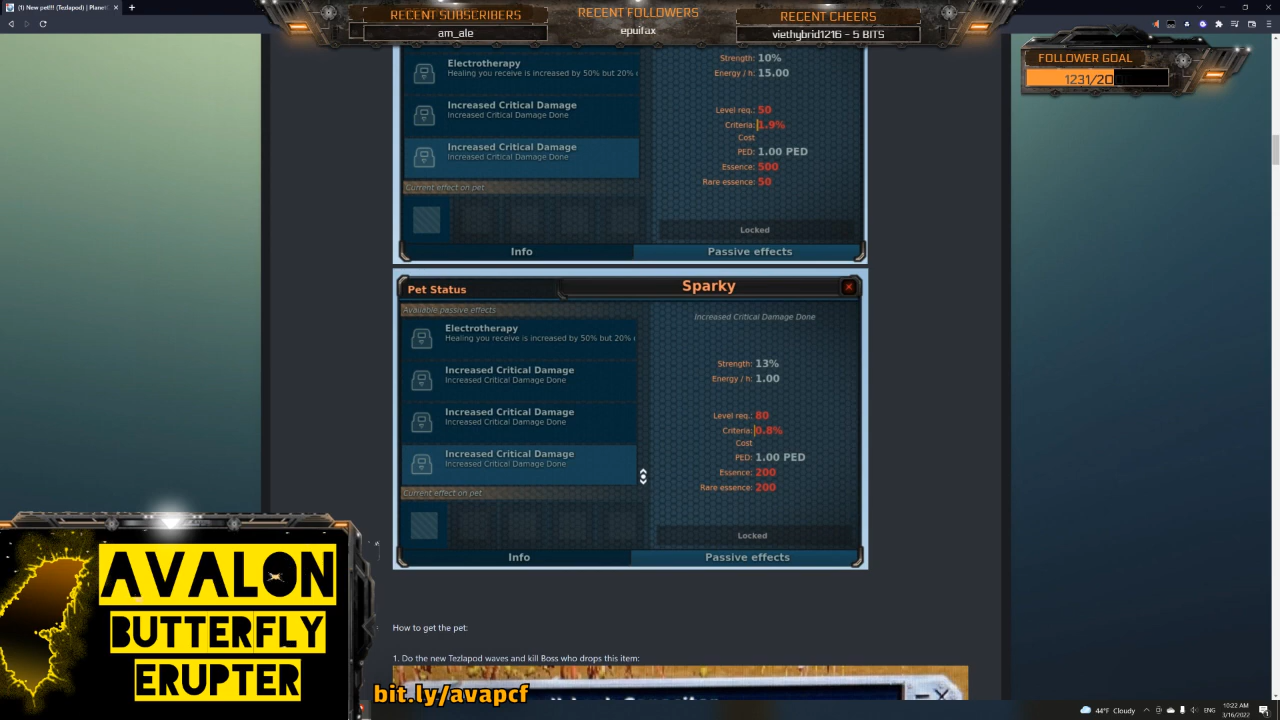 (1) New pet!!! (Tezlapod) | Planet
RECENT SUBSCRIBERS
am_ale
RECENT FOLLOWERS
epuifax
RECENT CHEERS
viethybrid1216 - 5 BITS
FOLLOWER GOAL
1231/20
Electrotherapy
Healing you receive is increased by 50% but 20%
Increased Critical Damage
Increased Critical Damage Done
Increased Critical Damage
Increased Critical Damage Done
Current effect on pet
Strength: 10%
Energy / h: 15.00
Level req.: 50
Criteria: 1.9%
Cost
PED: 1.00 PED
Essence: 500
Rare essence: 50
Locked
Info
Passive effects
Pet Status
Sparky
Available passive effects
Electrotherapy
Healing you receive is increased by 50% but 20%
Increased Critical Damage
Increased Critical Damage Done
Increased Critical Damage
Increased Critical Damage Done
Increased Critical Damage
Increased Critical Damage Done
Current effect on pet
Increased Critical Damage Done
Strength: 13%
Energy / h: 1.00
Level req.: 80
Criteria: 0.8%
Cost
PED: 1.00 PED
Essence: 200
Rare essence: 200
Locked
Info
Passive effects
How to get the pet:
1. Do the new Tezlapod waves and kill Boss who drops this item:
AVALON
BUTTERFLY
ERUPTER
bit.ly/avapcf
44°F Cloudy
ENG
10:22 AM
3/16/2022